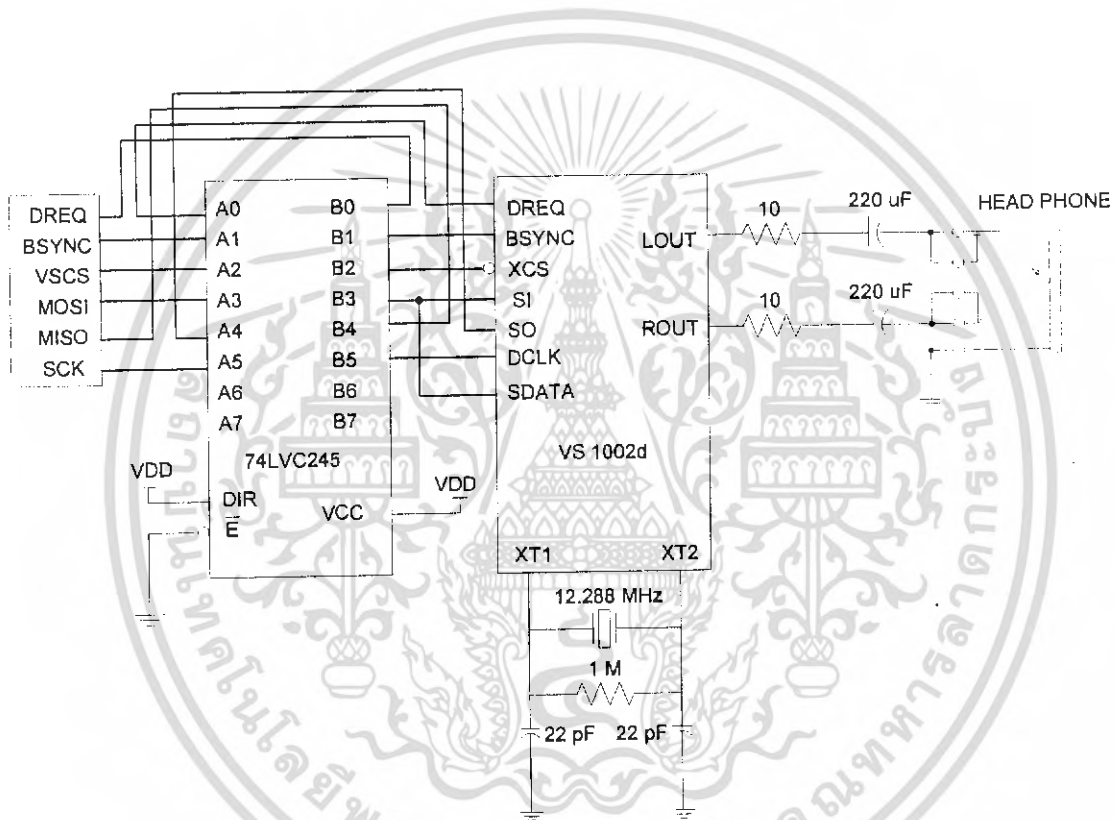 DREQ
BSYNC
VSCS
MOSI
MISO
SCK
A0
A1
A2
A3
A4
A5
A6
A7
B0
B1
B2
B3
B4
B5
B6
B7
74LVC245
VDD
DIR
E
VCC
VDD
DREQ
BSYNC
XCS
SI
SO
DCLK
SDATA
LOUT
ROUT
VS 1002d
XT1
XT2
10
220 uF
HEAD PHONE
10
220 uF
12.288 MHz
1 M
22 pF
22 pF